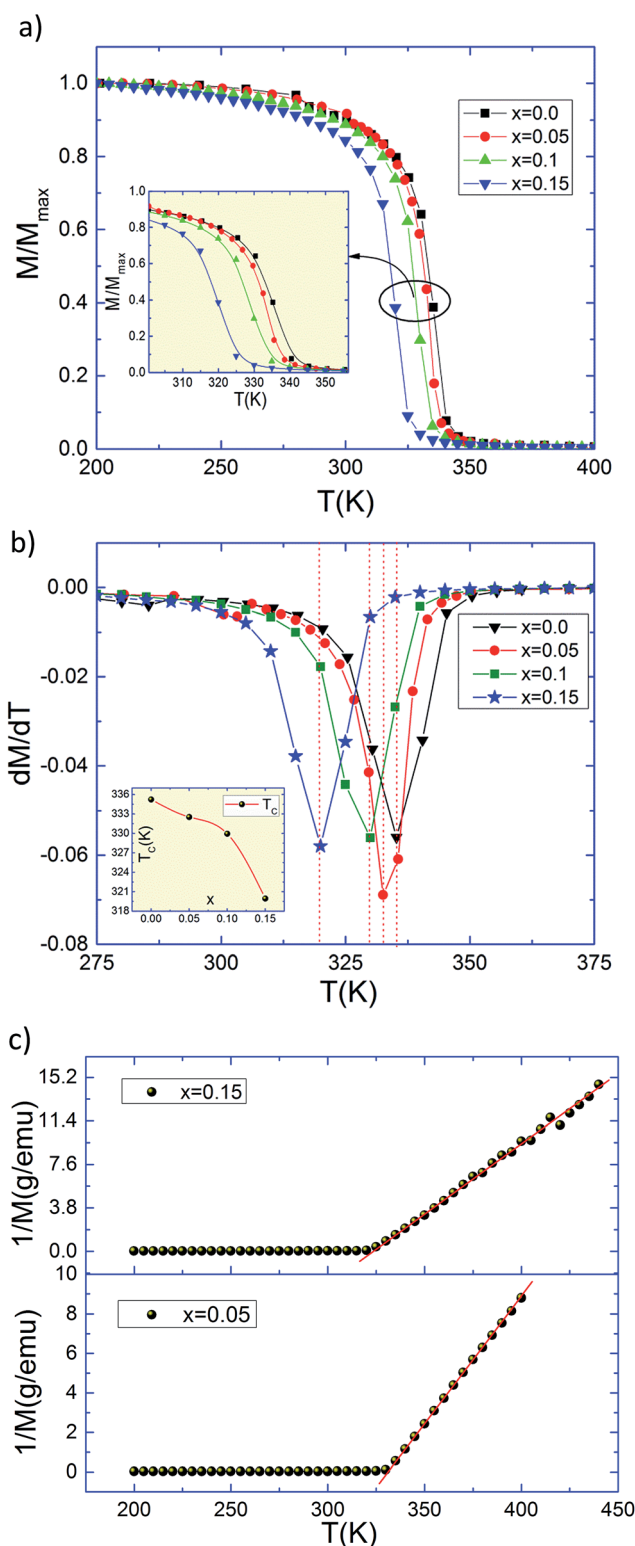 a)
1.0
0.8
0.6
0.4
0.2
0.0
M/Mmax
x=0.0
x=0.05
x=0.1
x=0.15
1.0
0.8
0.6
0.4
0.2
0.0
M/Mmax
310 320 330 340 350
T(K)
200 250 300 350 400
T(K)
b)
0.00
-0.02
-0.04
-0.06
-0.08
dM/dT
x=0.0
x=0.05
x=0.1
x=0.15
336
333
330
327
324
321
318
TC(K)
TC
0.00 0.05 0.10 0.15
X
275 300 325 350 375
T(K)
c)
15.2
11.4
7.6
3.8
0.0
1/M(g/emu)
x=0.15
10
8
6
4
2
0
1/M(g/emu)
x=0.05
200 250 300 350 400 450
T(K)